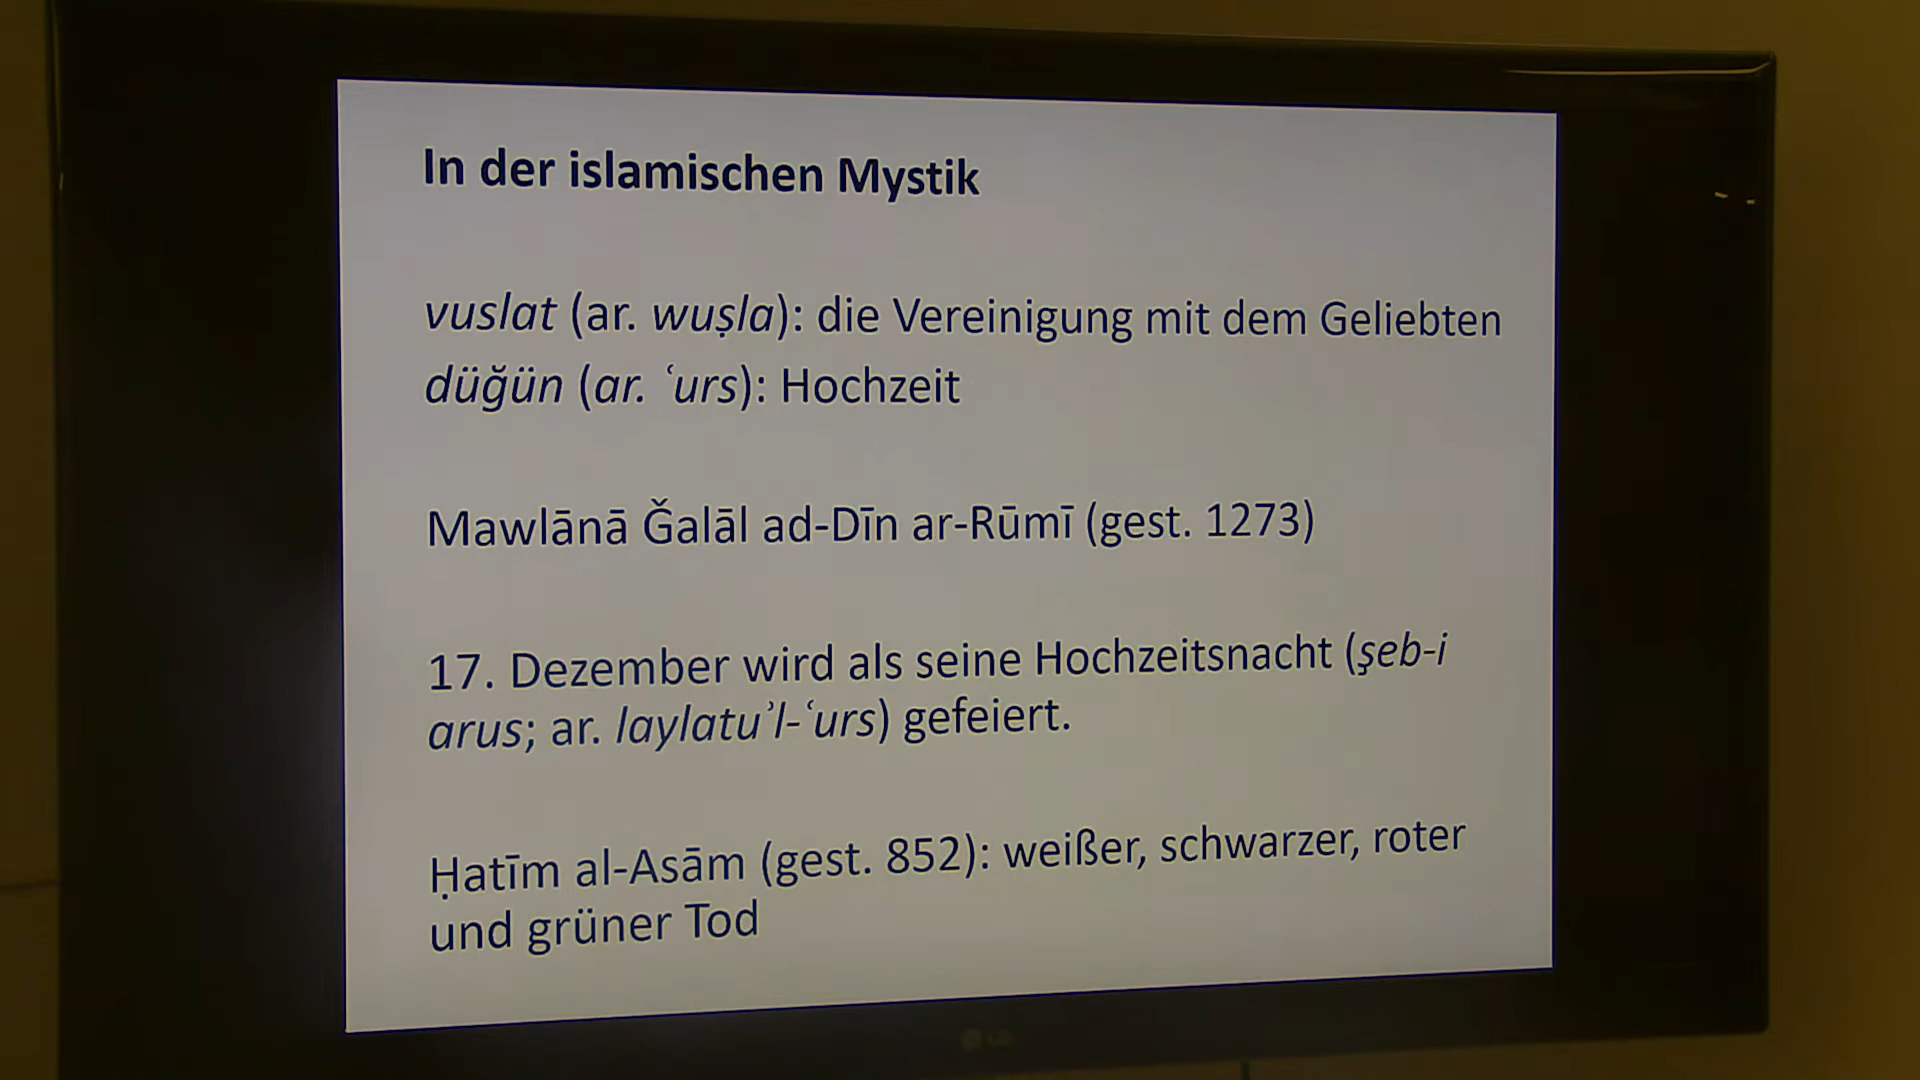 In der islamischen Mystik
vuslat (ar. wuṣla): die Vereinigung mit dem Geliebten
düğün (ar. ʿurs): Hochzeit
Mawlānā Ǧalāl ad-Dīn ar-Rūmī (gest. 1273)
17. Dezember wird als seine Hochzeitsnacht (şeb-i
arus; ar. laylatuʾl-ʿurs) gefeiert.
Ḥatīm al-Asām (gest. 852): weißer, schwarzer, roter
und grüner Tod
LG